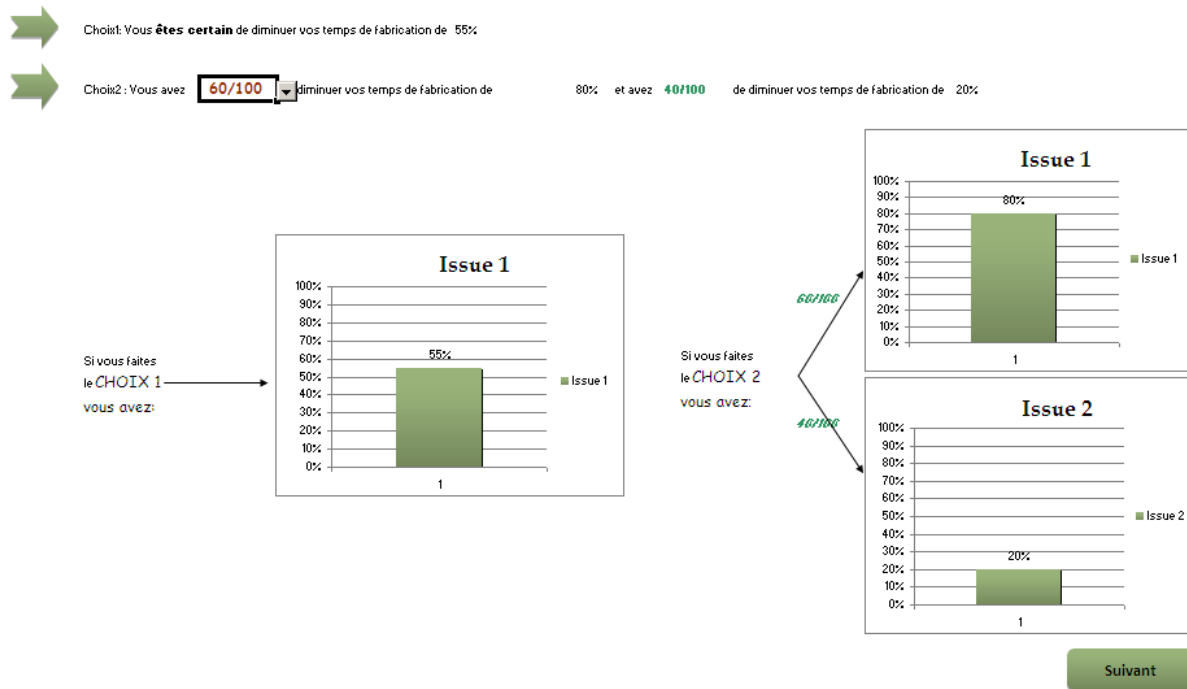 Choix1: Vous êtes certain de diminuer vos temps de fabrication de 55%
Choix2 : Vous avez 60/100 diminuer vos temps de fabrication de 80% et avez 40/100 de diminuer vos temps de fabrication de 20%
Si vous faites
le CHOIX 1
vous avez:
Issue 1
100%
90%
80%
70%
60%
50%
40%
30%
20%
10%
0%
55%
1
Issue 1
Si vous faites
le CHOIX 2
vous avez:
60/100
40/100
Issue 1
100%
90%
80%
70%
60%
50%
40%
30%
20%
10%
0%
80%
1
Issue 1
Issue 2
100%
90%
80%
70%
60%
50%
40%
30%
20%
10%
0%
20%
1
Issue 2
Suivant